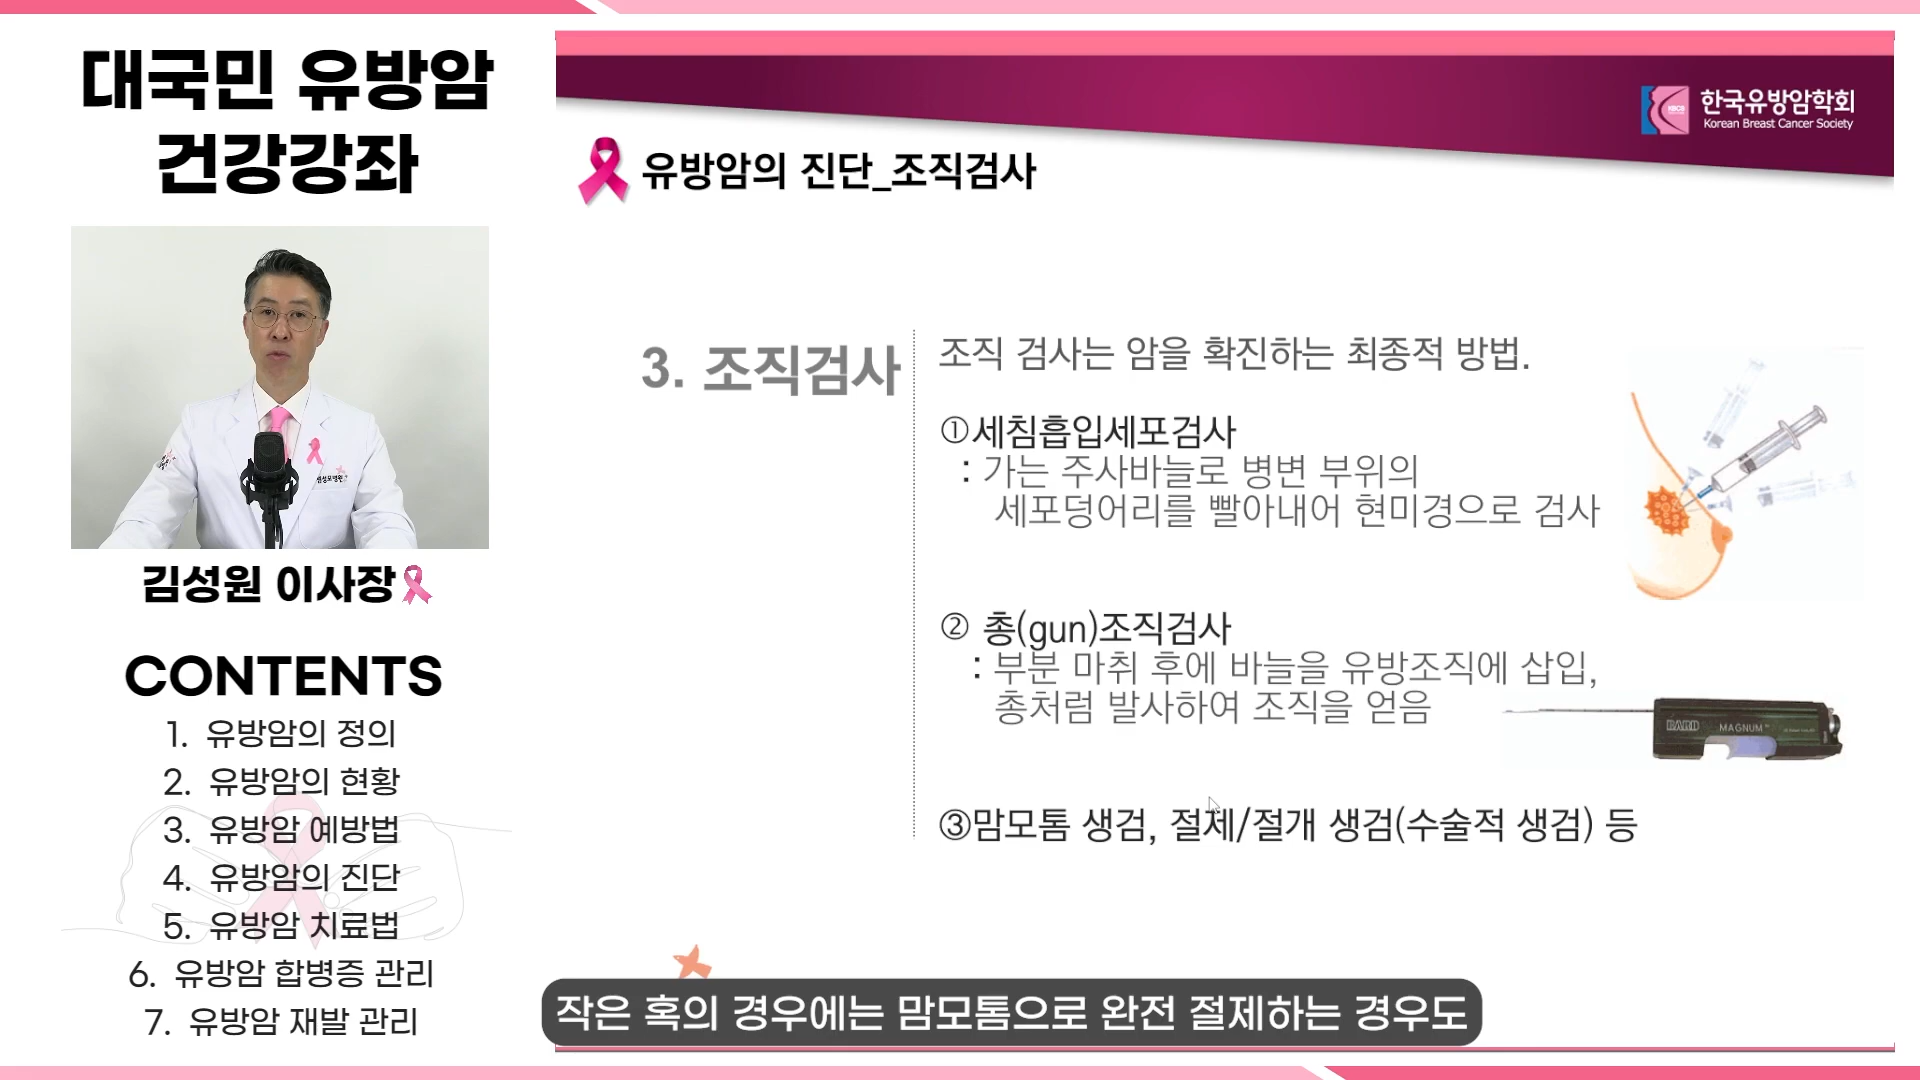 대국민 유방암
건강강좌
김성원 이사장
CONTENTS
1. 유방암의 정의
2. 유방암의 현황
3. 유방암 예방법
4. 유방암의 진단
5. 유방암 치료법
6. 유방암 합병증 관리
7. 유방암 재발 관리
한국유방암학회
Korean Breast Cancer Society
유방암의 진단_조직검사
3. 조직검사
조직 검사는 암을 확진하는 최종적 방법.
①세침흡입세포검사
: 가는 주사바늘로 병변 부위의
세포덩어리를 빨아내어 현미경으로 검사
② 총(gun)조직검사
: 부분 마취 후에 바늘을 유방조직에 삽입,
총처럼 발사하여 조직을 얻음
BARD MAGNUM™
③맘모톰 생검, 절제/절개 생검(수술적 생검) 등
작은 혹의 경우에는 맘모톰으로 완전 절제하는 경우도